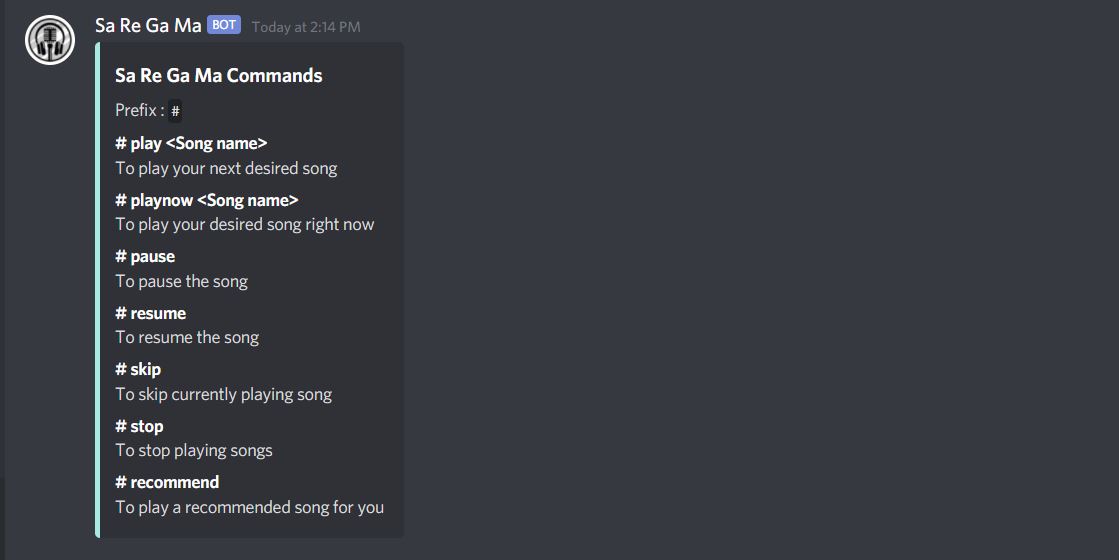 Sa Re Ga Ma BOT Today at 2:14 PM
Sa Re Ga Ma Commands
Prefix : #
# play <Song name>
To play your next desired song
# playnow <Song name>
To play your desired song right now
# pause
To pause the song
# resume
To resume the song
# skip
To skip currently playing song
# stop
To stop playing songs
# recommend
To play a recommended song for you